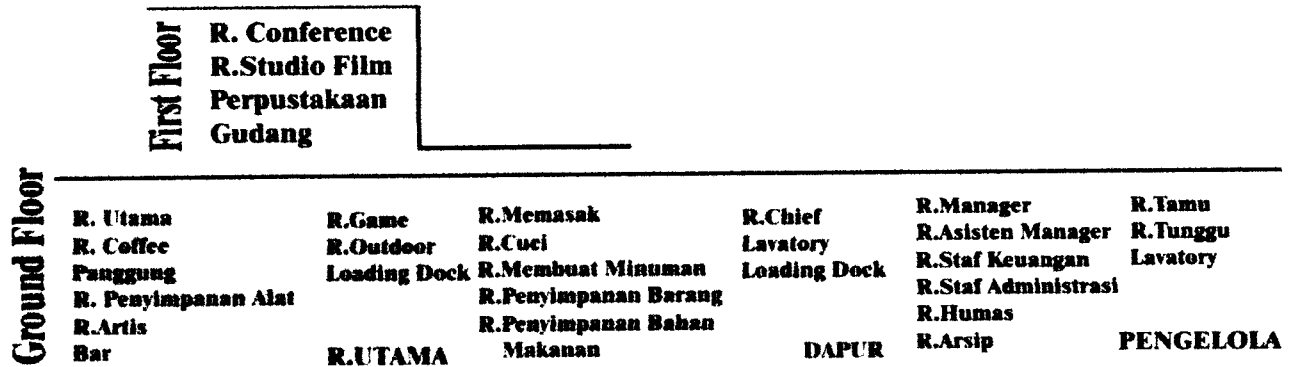 First Floor
R. Conference
R.Studio Film
Perpustakaan
Gudang
Ground Floor
R. Utama
R. Coffee
Panggung
R. Penyimpanan Alat
R.Artis
Bar
R.Game
R.Outdoor
Loading Dock
R.UTAMA
R.Memasak
R.Cuci
R.Membuat Minuman
R.Penyimpanan Barang
R.Penyimpanan Bahan
Makanan
R.Chief
Lavatory
Loading Dock
DAPUR
R.Manager
R.Asisten Manager
R.Staf Keuangan
R.Staf Administrasi
R.Humas
R.Arsip
R.Tamu
R.Tunggu
Lavatory
PENGELOLA